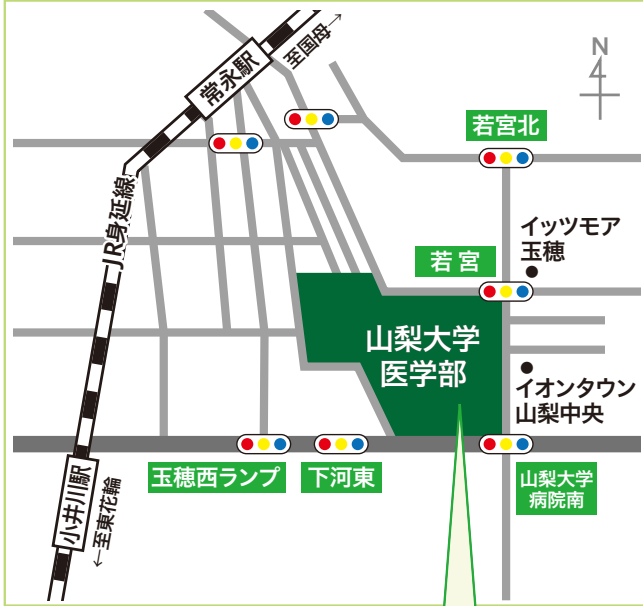 至国母→
常永駅
N
若宮北
JR身延線
イッツモア
玉穂
若宮
山梨大学
医学部
イオンタウン
山梨中央
玉穂西ランプ
下河東
山梨大学
病院南
小井川駅
←至東花輪